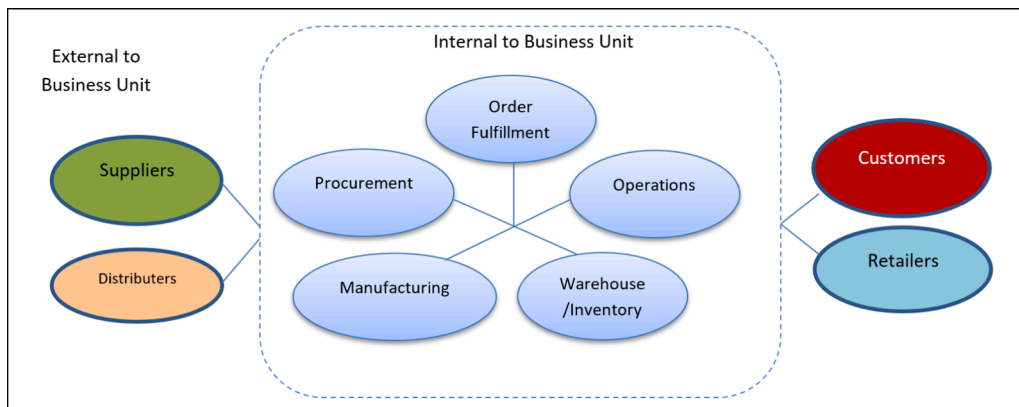 Internal to Business Unit
External to
Business Unit
Order
Fulfillment
Suppliers
Procurement
Operations
Customers
Distributers
Manufacturing
Warehouse
/Inventory
Retailers